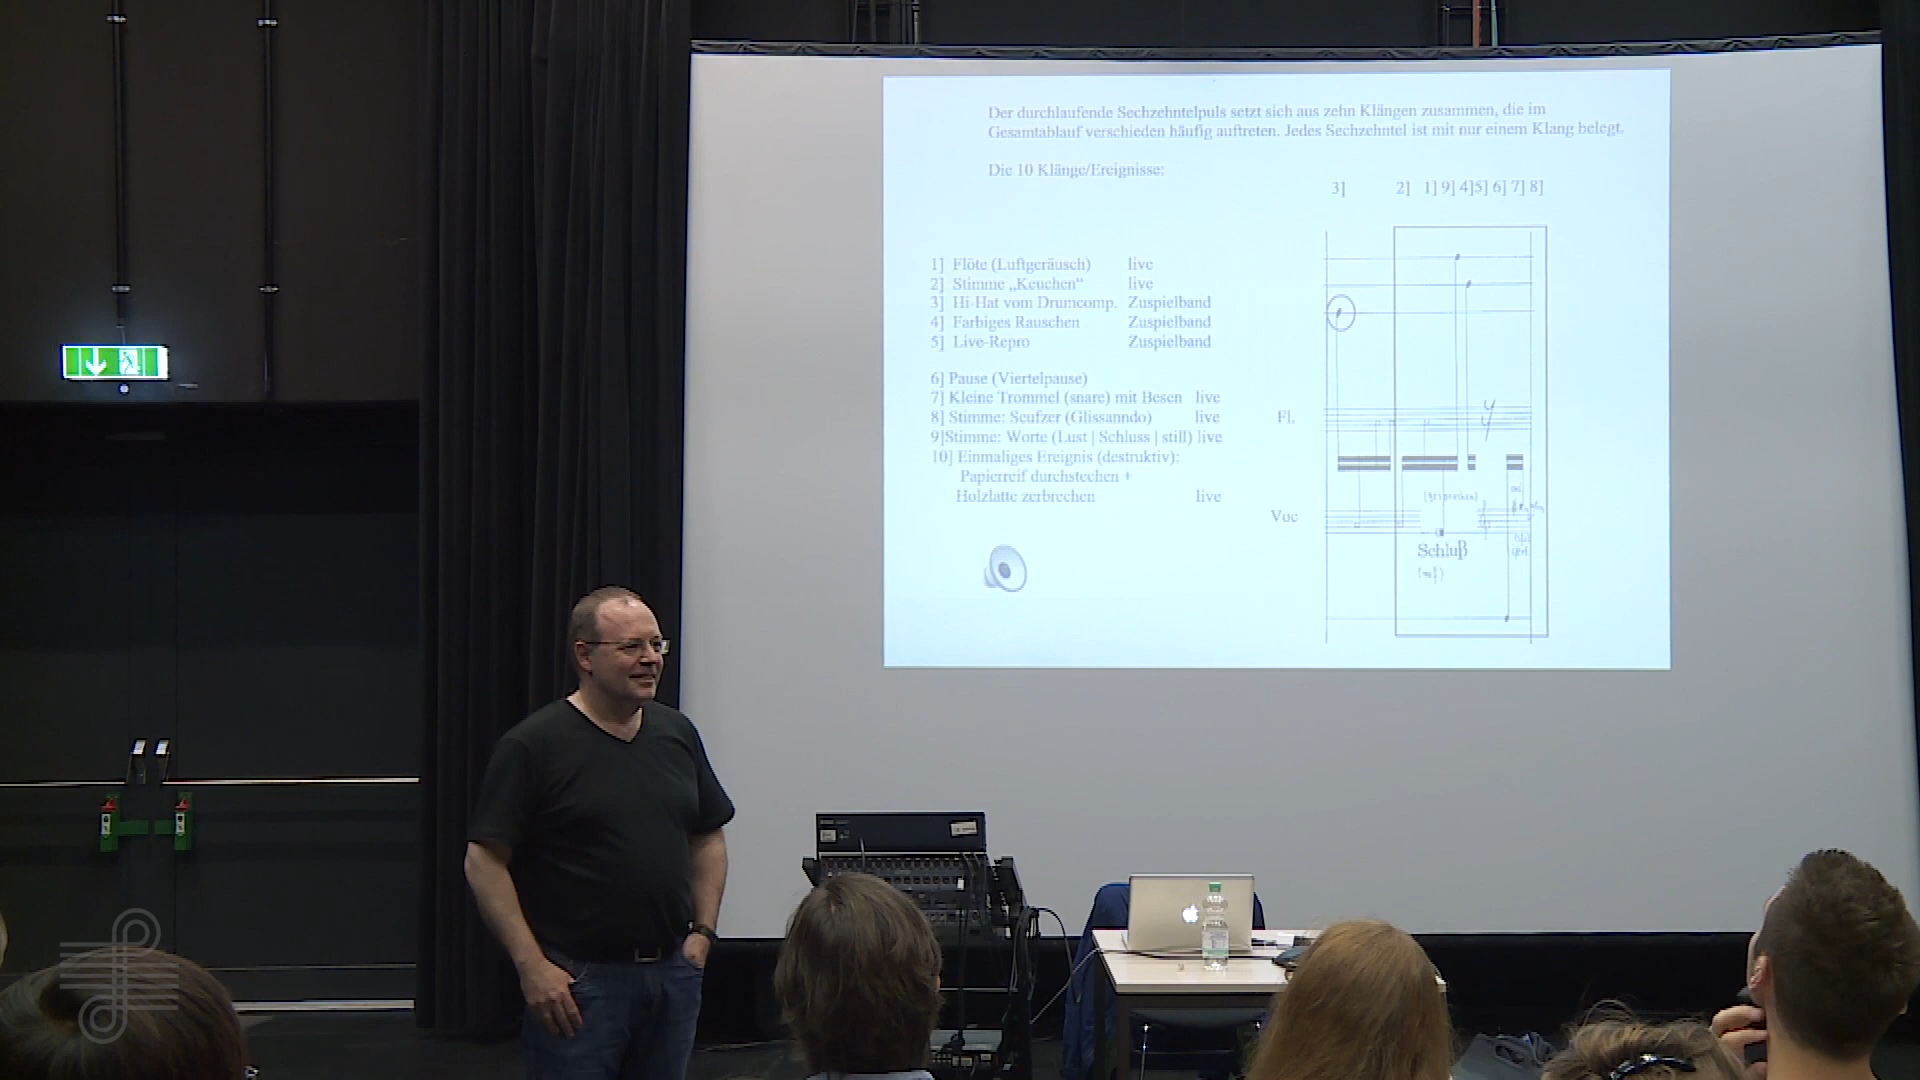 Der durchlaufende Sechzehntelpuls setzt sich aus zehn Klängen zusammen, die im
Gesamtablauf verschieden häufig auftreten. Jedes Sechzehntel ist mit nur einem Klang belegt.
Die 10 Klänge/Ereignisse:
3] 2] 1] 9] 4]5] 6] 7] 8]
1] Flöte (Luftgeräusch) live
2] Stimme „Keuchen“ live
3] Hi-Hat vom Drumcomp. Zuspielband
4] Farbiges Rauschen Zuspielband
5] Live-Repro Zuspielband
6] Pause (Viertelpause)
7] Kleine Trommel (snare) mit Besen live
8] Stimme: Seufzer (Glissanndo) live
9]Stimme: Worte (Lust | Schluss | still) live
10] Einmaliges Ereignis (destruktiv):
Papierreif durchstechen +
Holzlatte zerbrechen live
Fl.
(gesprochen)
Voc
Schluß
(mf)